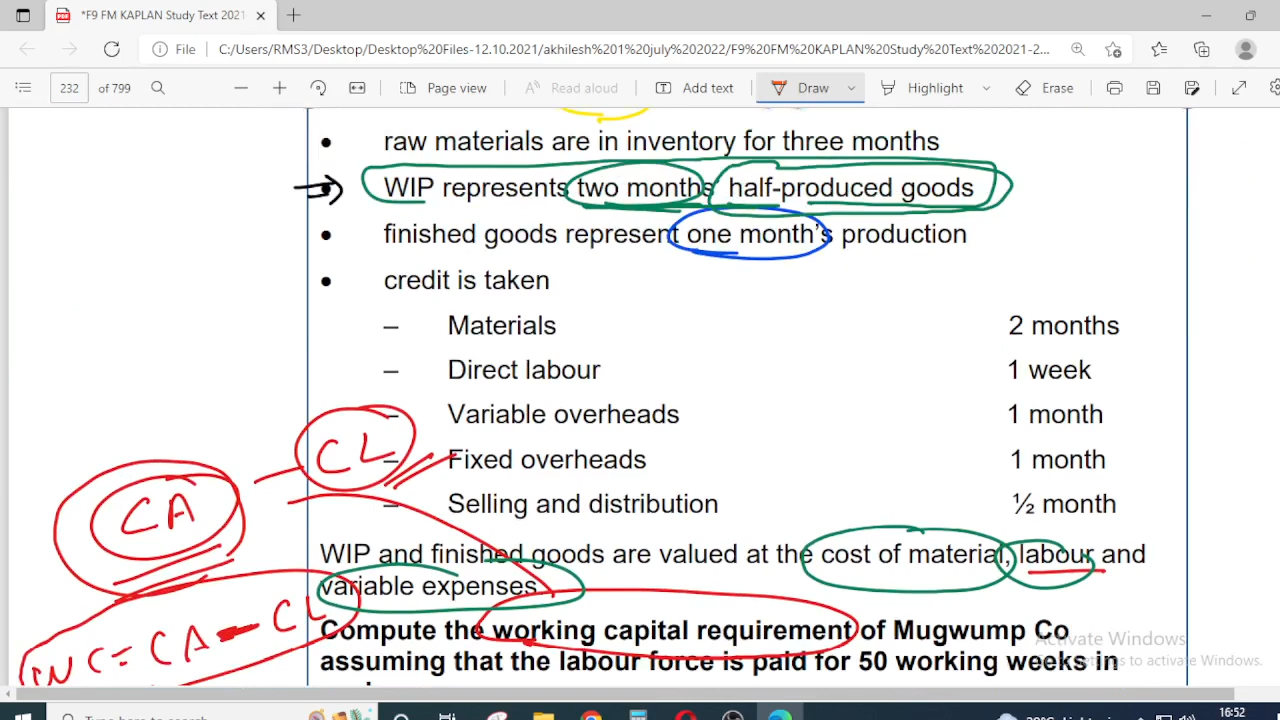 *F9 FM KAPLAN Study Text 2021
File C:/Users/RMS3/Desktop/Desktop%20Files-12.10.2021/akhilesh%201%20july%202022/F9%20FM%20KAPLAN%20Study%20Text%202021-2...
232 of 799 Page view Read aloud Add text Draw Highlight Erase
• raw materials are in inventory for three months
• WIP represents two months' half-produced goods
• finished goods represent one month's production
• credit is taken
– Materials 2 months
– Direct labour 1 week
– Variable overheads 1 month
CL
– Fixed overheads 1 month
CA
– Selling and distribution ½ month
WIP and finished goods are valued at the cost of material, labour and
variable expenses.
Compute the working capital requirement of Mugwump Co
WC = CA - CL
assuming that the labour force is paid for 50 working weeks in
Activate Windows
Go to Settings to activate Windows.
Type here to search
16:52